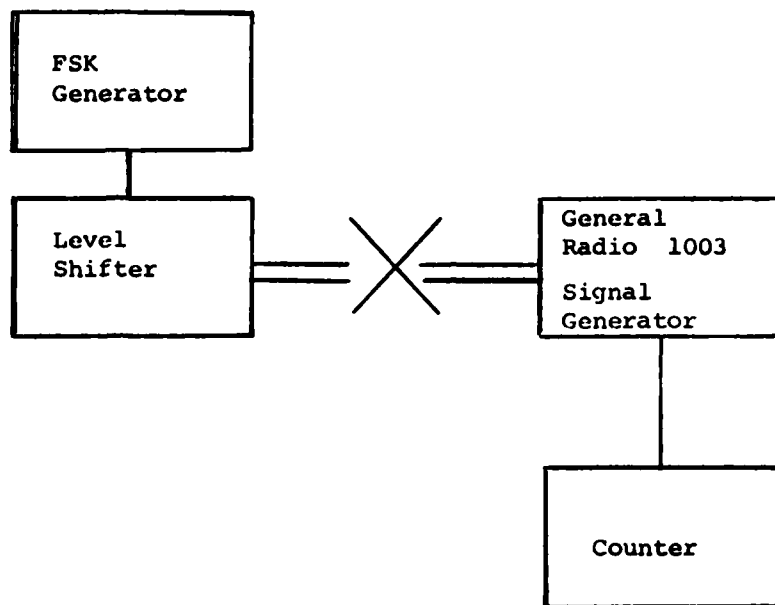 FSK
Generator
Level
Shifter
General
Radio 1003
Signal
Generator
Counter